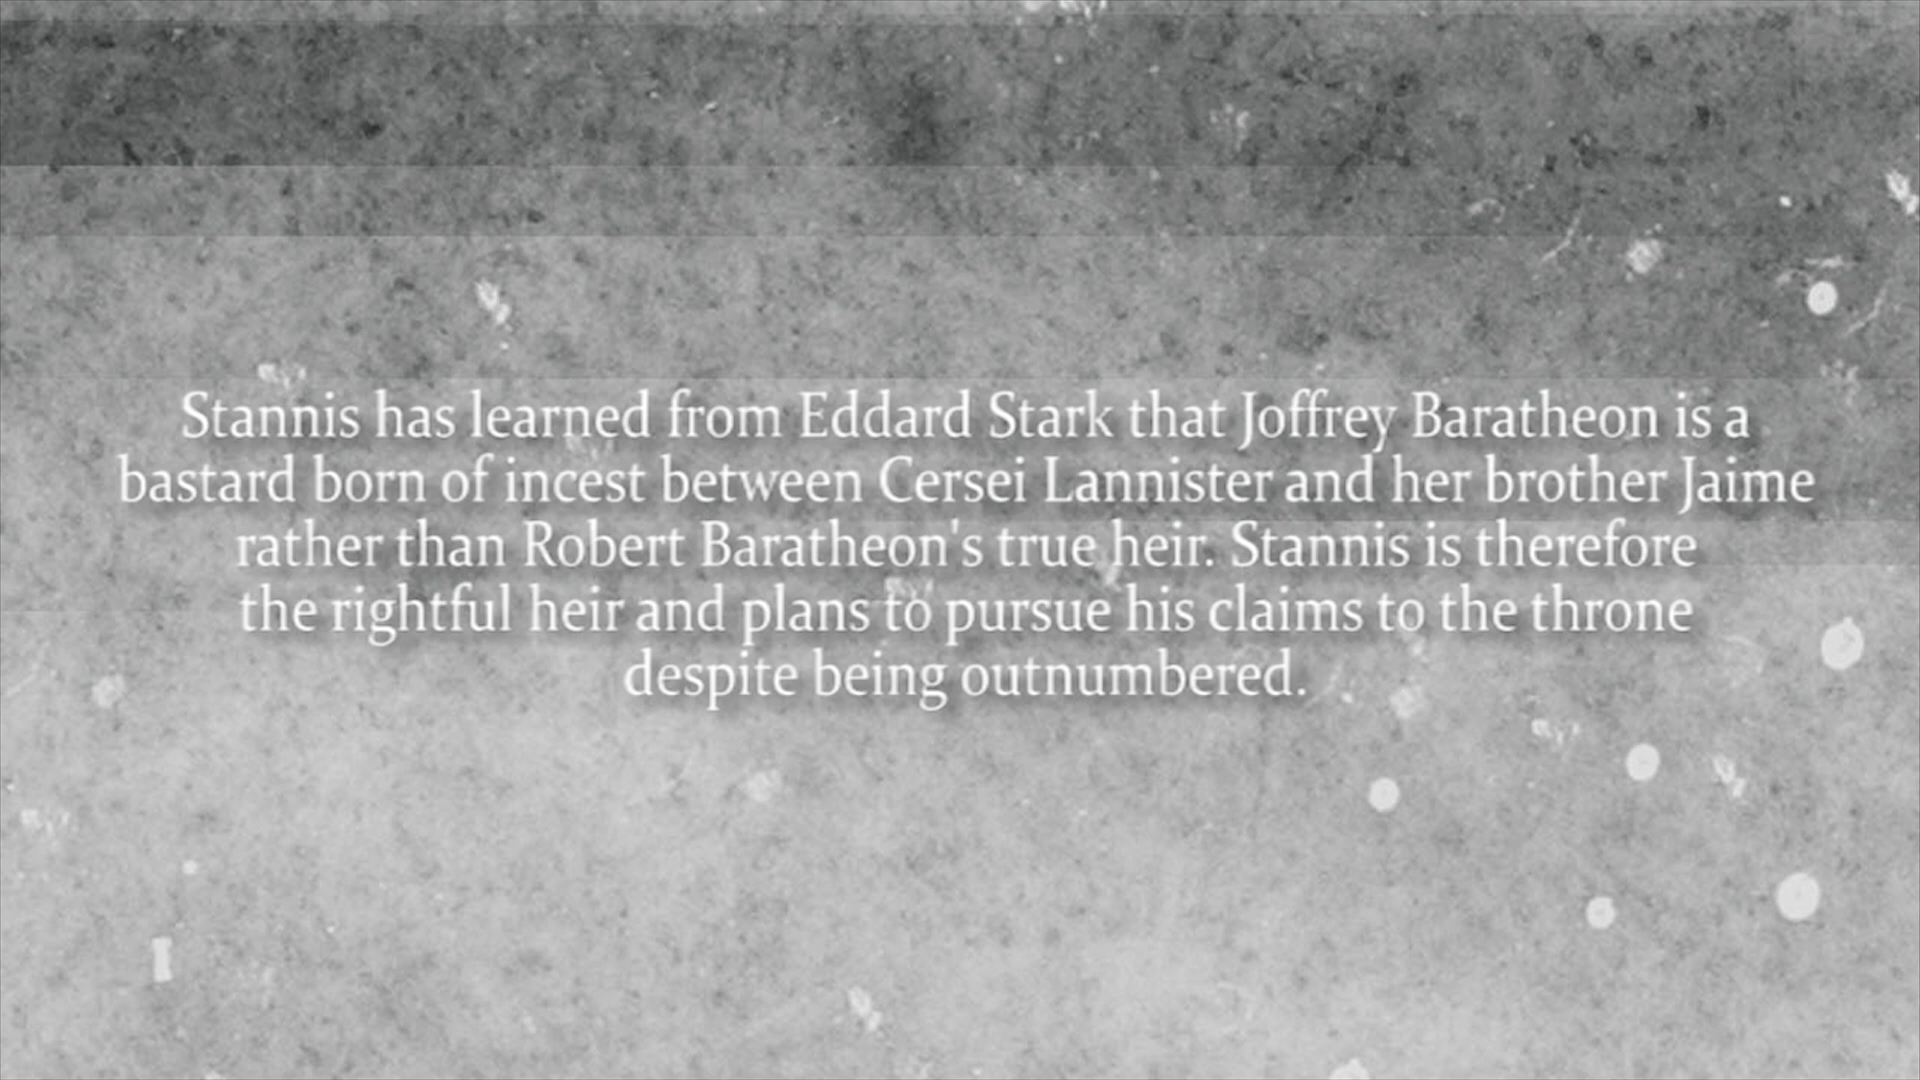 Stannis has learned from Eddard Stark that Joffrey Baratheon is a
bastard born of incest between Cersei Lannister and her brother Jaime
rather than Robert Baratheon's true heir. Stannis is therefore
the rightful heir and plans to pursue his claims to the throne
despite being outnumbered.